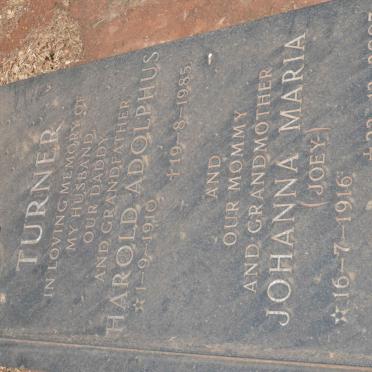 TURNER
IN LOVING MEMORY OF
MY HUSBAND,
OUR DADDY
AND GRANDFATHER
HAROLD ADOLPHUS
☆1-9-1910. ✝19-8-1985.
AND
OUR MOMMY
AND GRANDMOTHER
JOHANNA MARIA
(JOEY)
☆16-7-1916.